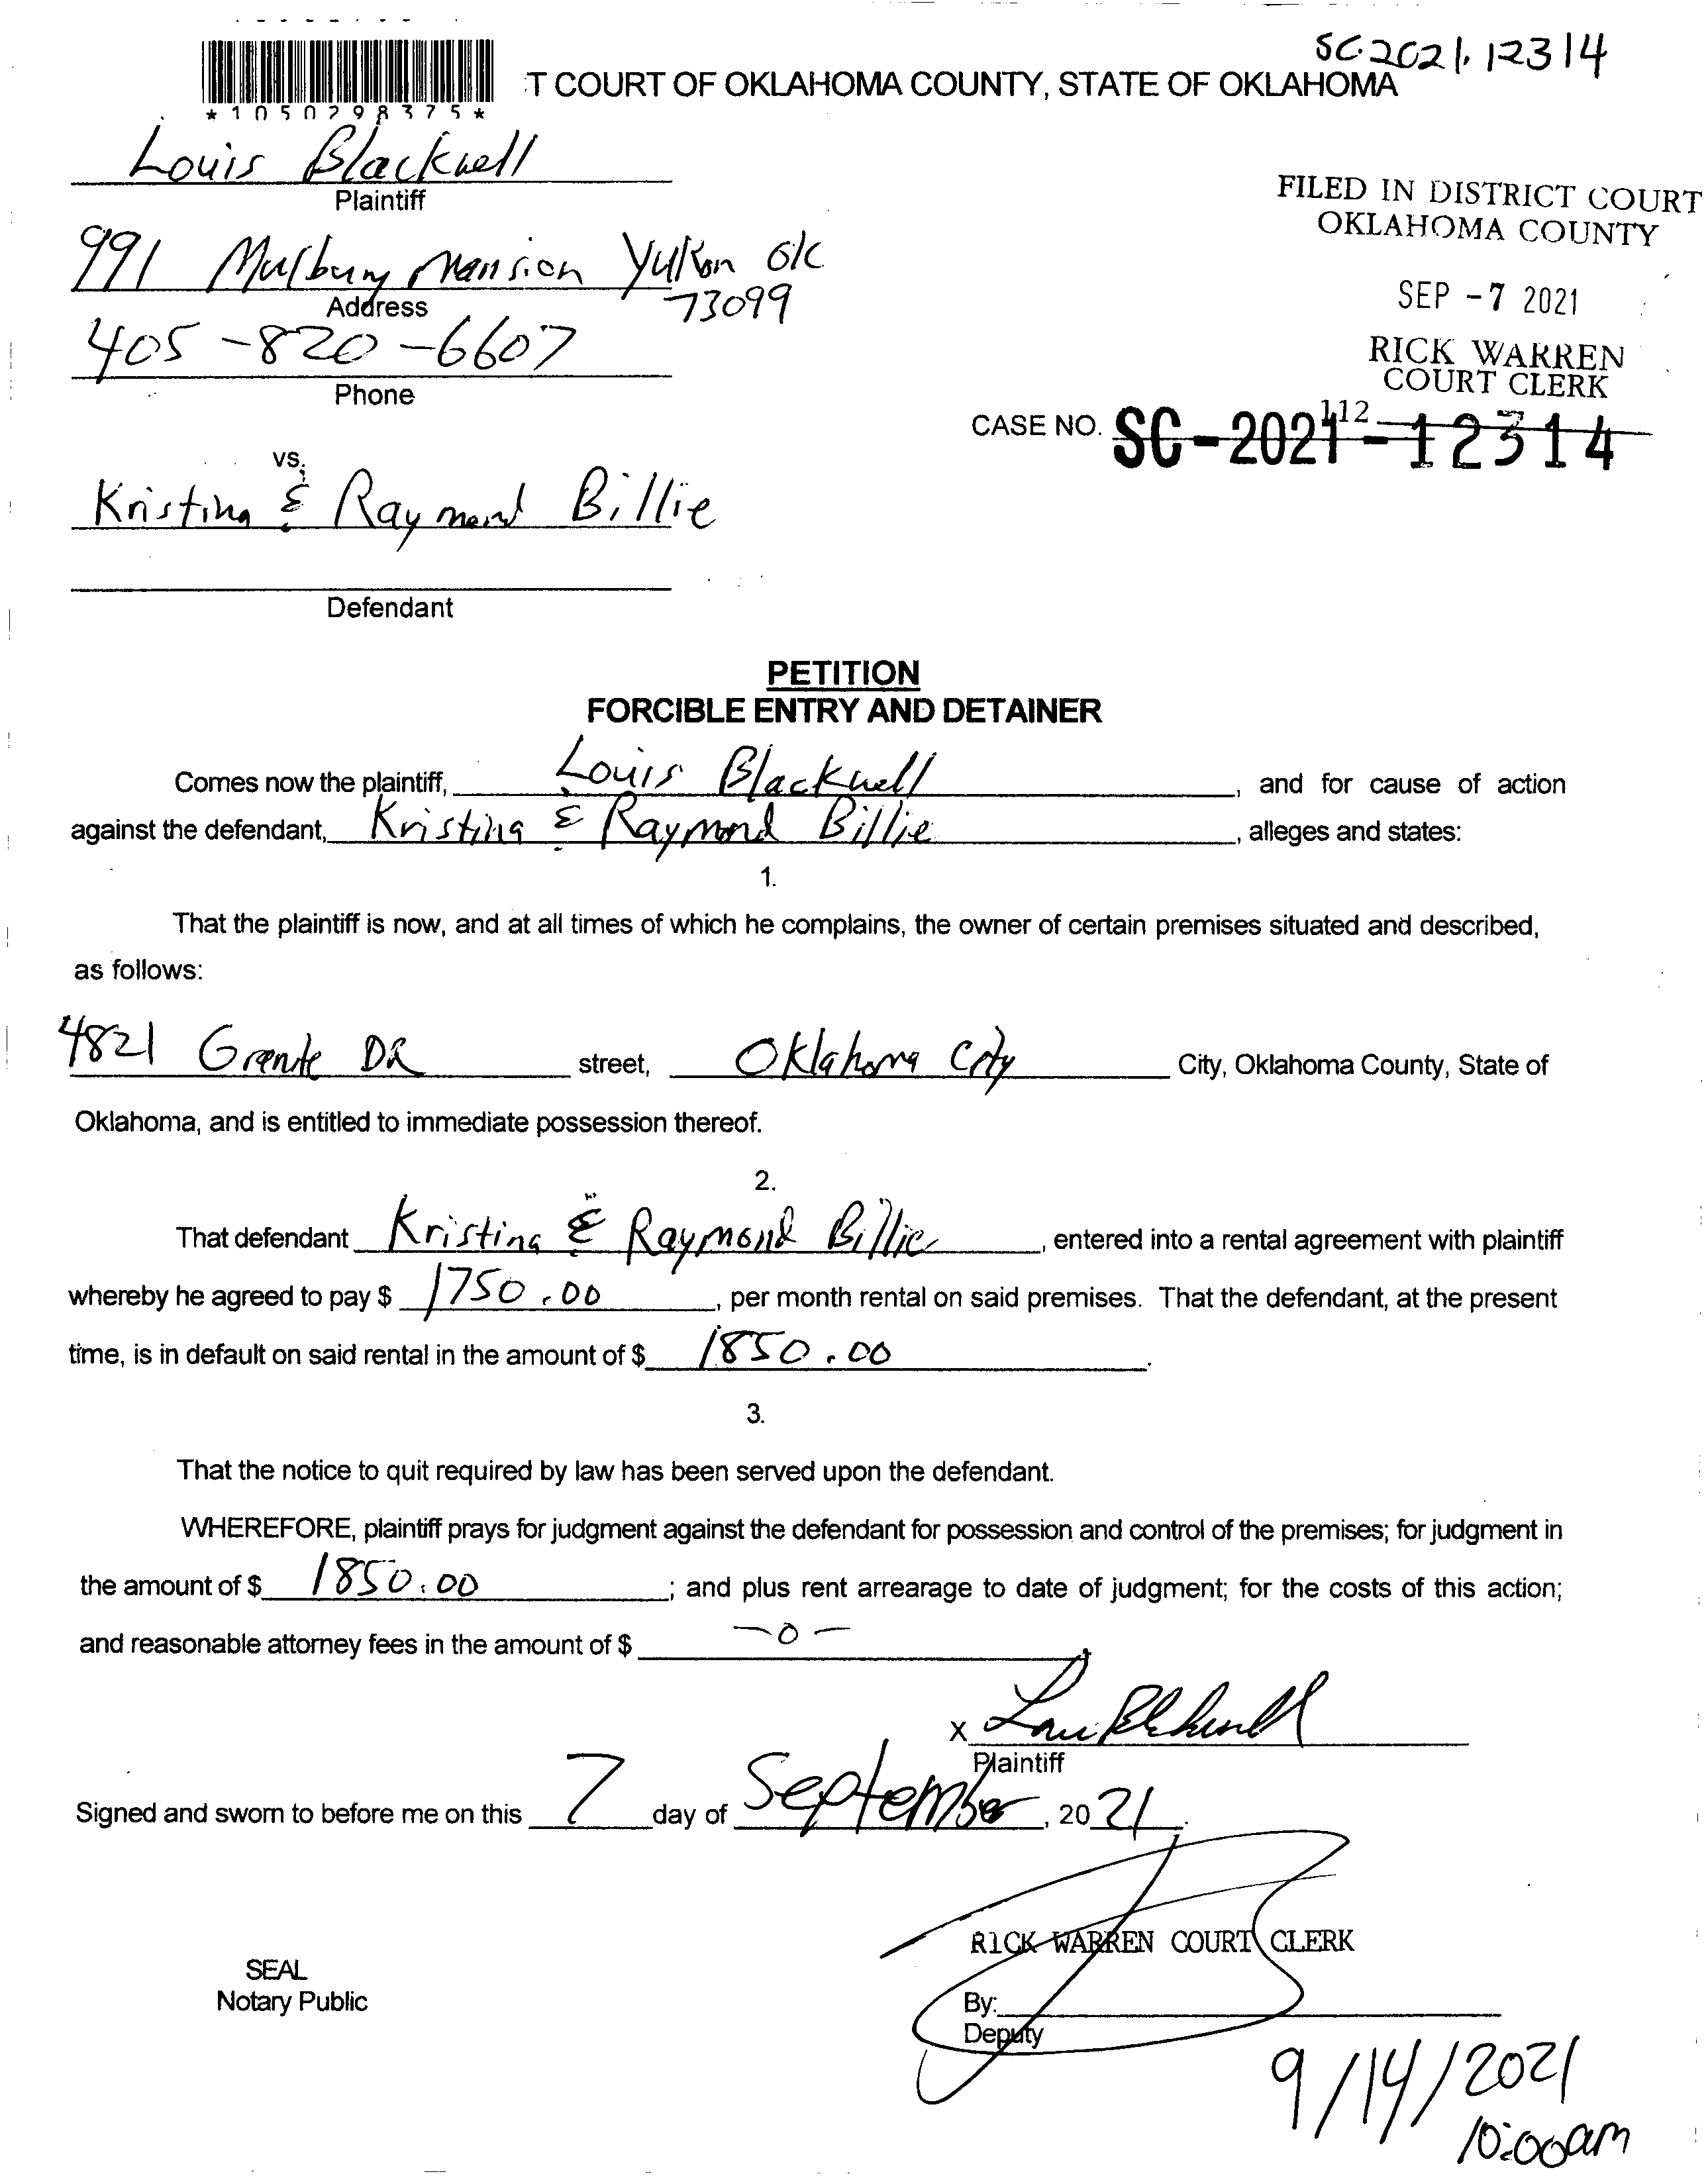 SC-2021-12314
*1050298375*
T COURT OF OKLAHOMA COUNTY, STATE OF OKLAHOMA
Louis Blackwell
Plaintiff
FILED IN DISTRICT COURT
OKLAHOMA COUNTY
991 Mansion Yukon OK
Address
73099
SEP -7 2021
405-820-6607
Phone
RICK WARREN
COURT CLERK
112
CASE NO. SC-2021-12314
vs.
Kristina & Raymond Billie
Defendant
PETITION
FORCIBLE ENTRY AND DETAINER
Comes now the plaintiff, Louis Blackwell, and for cause of action
against the defendant, Kristina & Raymond Billie, alleges and states:
1.
That the plaintiff is now, and at all times of which he complains, the owner of certain premises situated and described,
as follows:
4821 Granite DR street, Oklahoma City City, Oklahoma County, State of
Oklahoma, and is entitled to immediate possession thereof.
2.
That defendant Kristina & Raymond Billie, entered into a rental agreement with plaintiff
whereby he agreed to pay $ 1750.00, per month rental on said premises. That the defendant, at the present
time, is in default on said rental in the amount of $ 1850.00.
3.
That the notice to quit required by law has been served upon the defendant.
WHEREFORE, plaintiff prays for judgment against the defendant for possession and control of the premises; for judgment in
the amount of $ 1850.00; and plus rent arrearage to date of judgment; for the costs of this action;
and reasonable attorney fees in the amount of $ -0-
X
Plaintiff
Signed and sworn to before me on this 7 day of September, 2021.
RICK WARREN COURT CLERK
SEAL
Notary Public
By:
Deputy
9/14/2021
10:00am